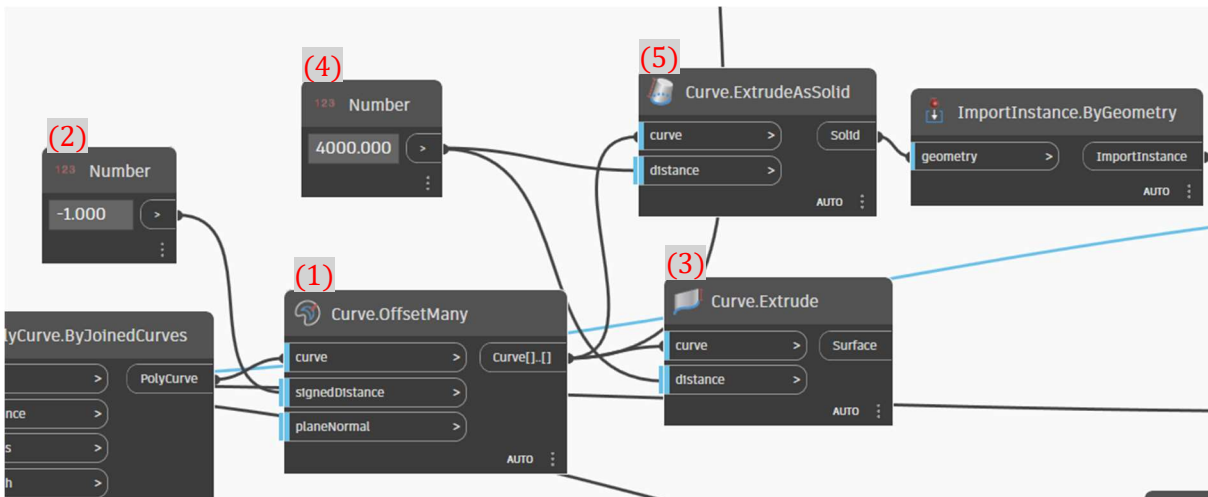 (4)
123 Number
4000.000 >
(5)
Curve.ExtrudeAsSolid
curve > Solid
distance >
AUTO
ImportInstance.ByGeometry
geometry > ImportInstance
AUTO
(2)
123 Number
-1.000 >
(1)
Curve.OffsetMany
curve > Curve[]..[]
signedDistance >
planeNormal >
AUTO
(3)
Curve.Extrude
curve > Surface
distance >
AUTO
lyCurve.ByJoinedCurves
> PolyCurve
nce >
s >
h >